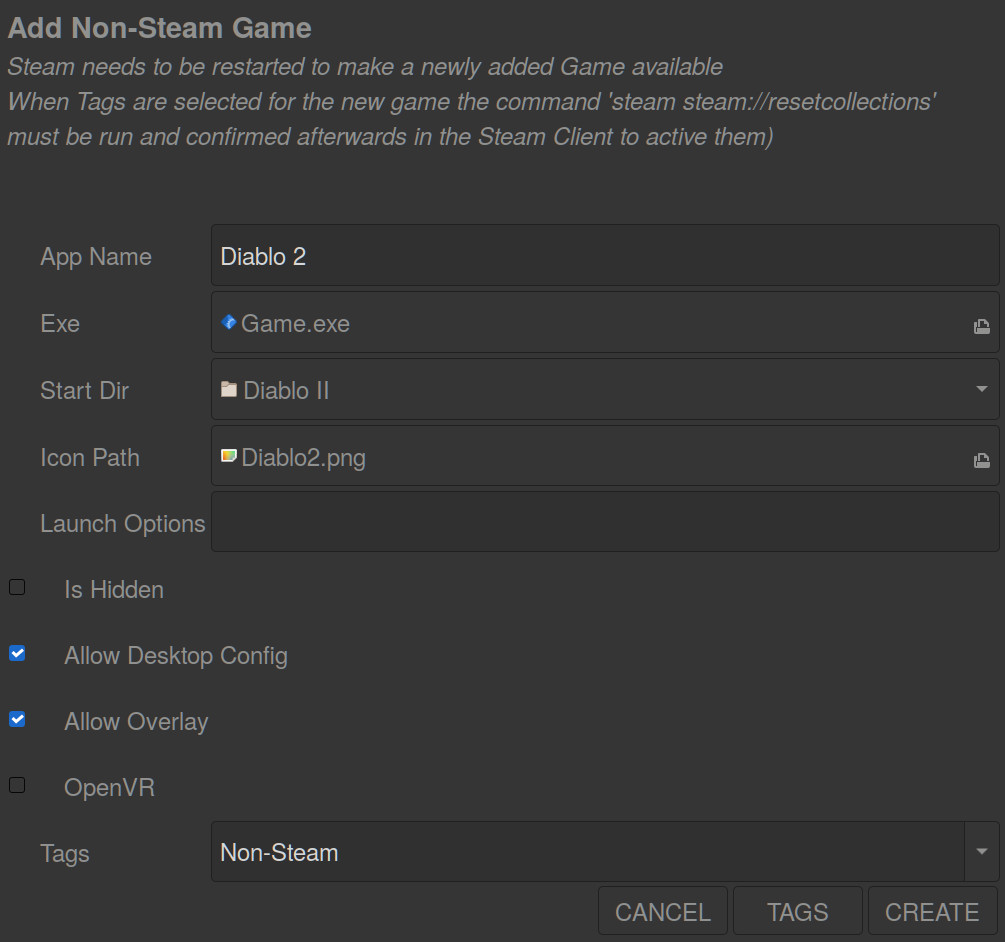 Add Non-Steam Game
Steam needs to be restarted to make a newly added Game available
When Tags are selected for the new game the command 'steam steam://resetcollections'
must be run and confirmed afterwards in the Steam Client to active them)
App Name Diablo 2
Exe Game.exe
Start Dir Diablo II
Icon Path Diablo2.png
Launch Options
Is Hidden
Allow Desktop Config
Allow Overlay
OpenVR
Tags Non-Steam
CANCEL TAGS CREATE